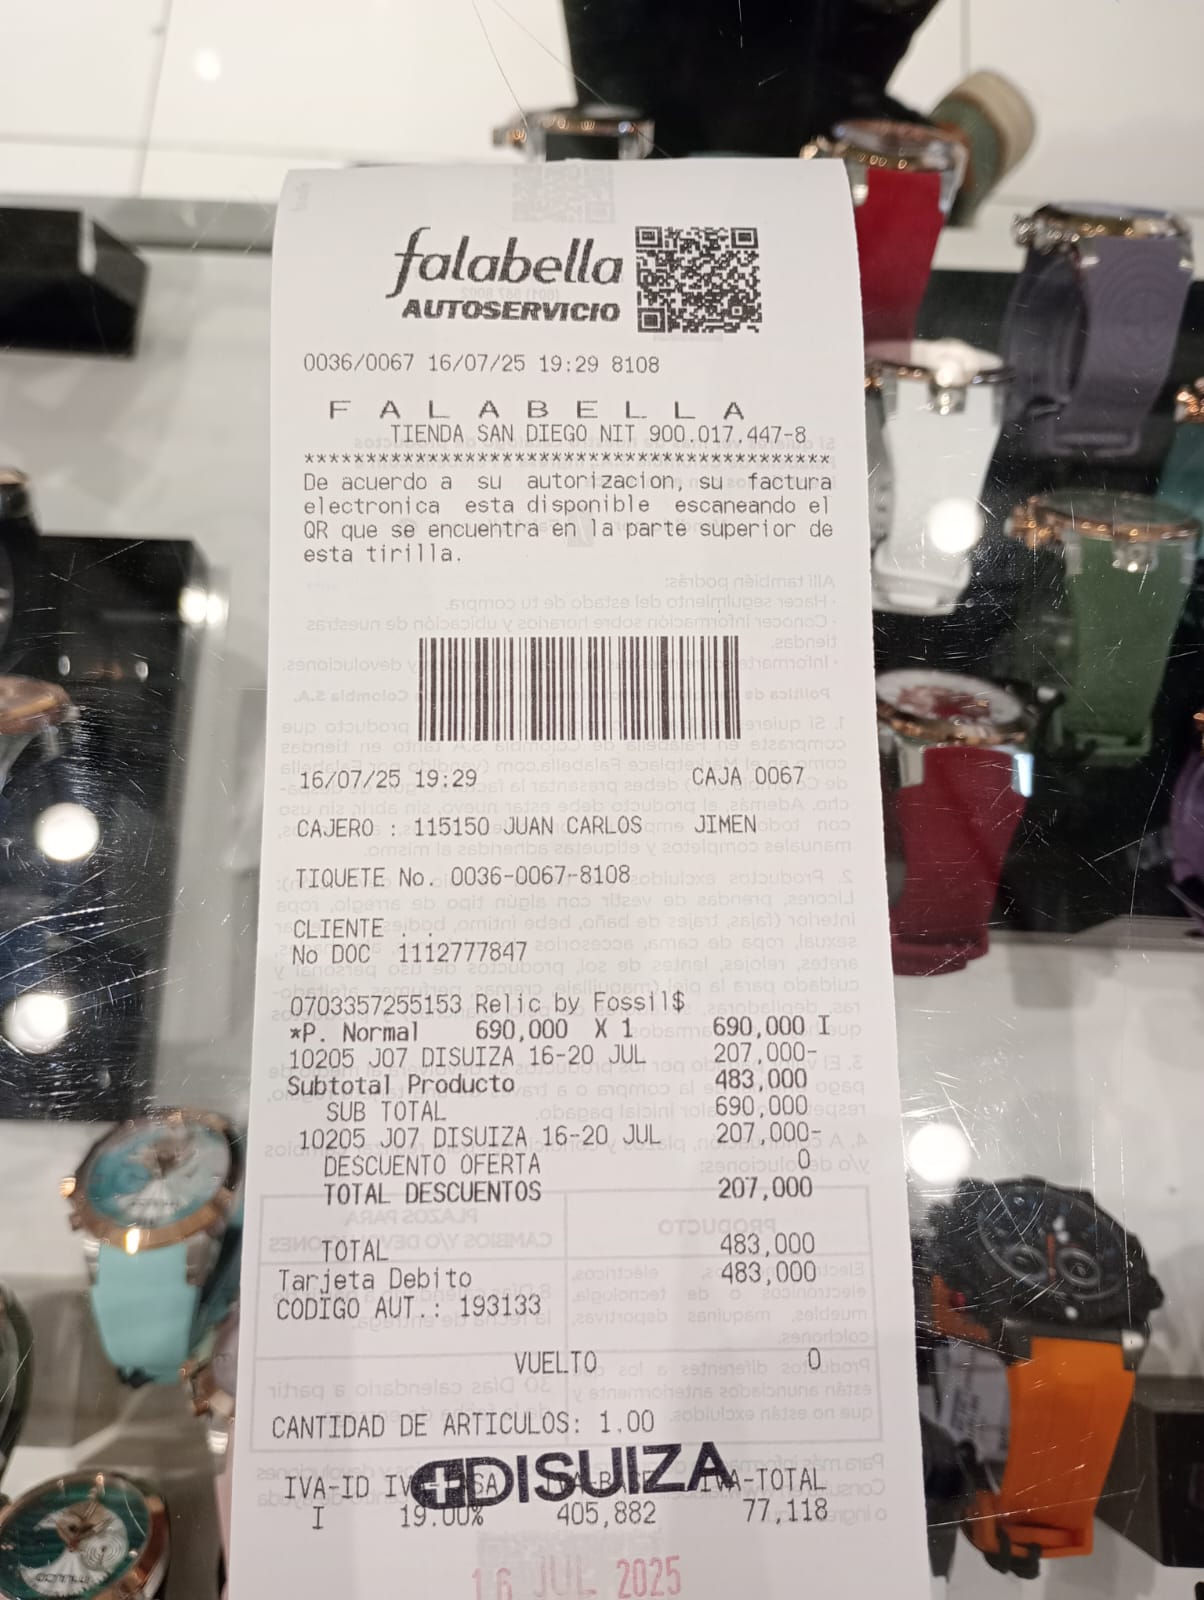 falabella
AUTOSERVICIO
0036/0067 16/07/25 19:29 8108
F A L A B E L L A
TIENDA SAN DIEGO NIT 900.017.447-8
*****************************************
De acuerdo a su autorizacion, su factura
electronica esta disponible escaneando el
QR que se encuentra en la parte superior de
esta tirilla.
16/07/25 19:29 CAJA 0067
CAJERO : 115150 JUAN CARLOS JIMEN
TIQUETE No. 0036-0067-8108
CLIENTE . .
No DOC 1112777847
0703357255153 Relic by Fossil$
*P. Normal 690,000 X 1 690,000 I
10205 J07 DISUIZA 16-20 JUL 207,000-
Subtotal Producto 483,000
SUB TOTAL 690,000
10205 J07 DISUIZA 16-20 JUL 207,000-
DESCUENTO OFERTA 0
TOTAL DESCUENTOS 207,000
TOTAL 483,000
Tarjeta Debito 483,000
CODIGO AUT.: 193133
VUELTO 0
CANTIDAD DE ARTICULOS: 1.00
DISUIZA
IVA-ID IVA-TOTAL
I 19.00% 405,882 77,118
16 JUL 2025